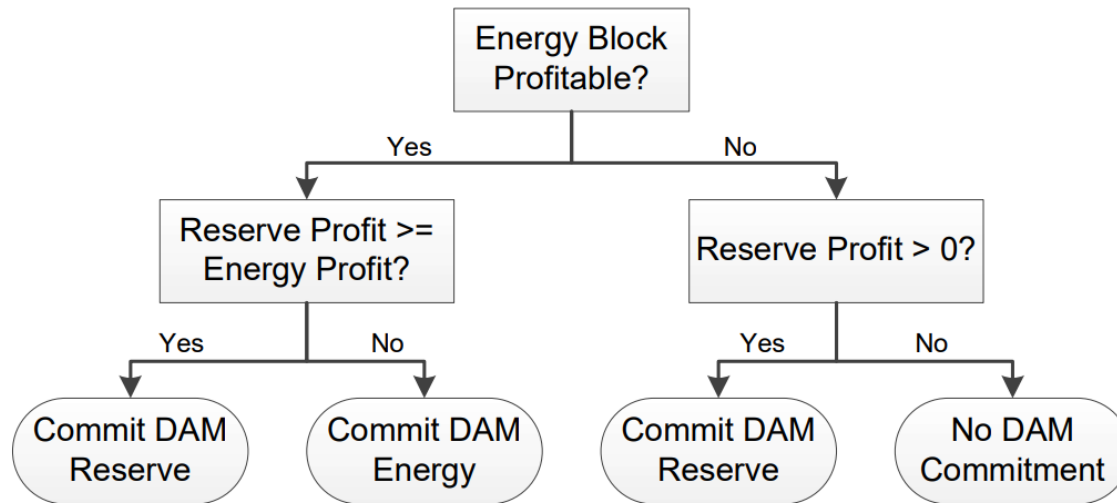 Energy Block
Profitable?
Yes
No
Reserve Profit >=
Energy Profit?
Reserve Profit > 0?
Yes
No
Yes
No
Commit DAM
Reserve
Commit DAM
Energy
Commit DAM
Reserve
No DAM
Commitment